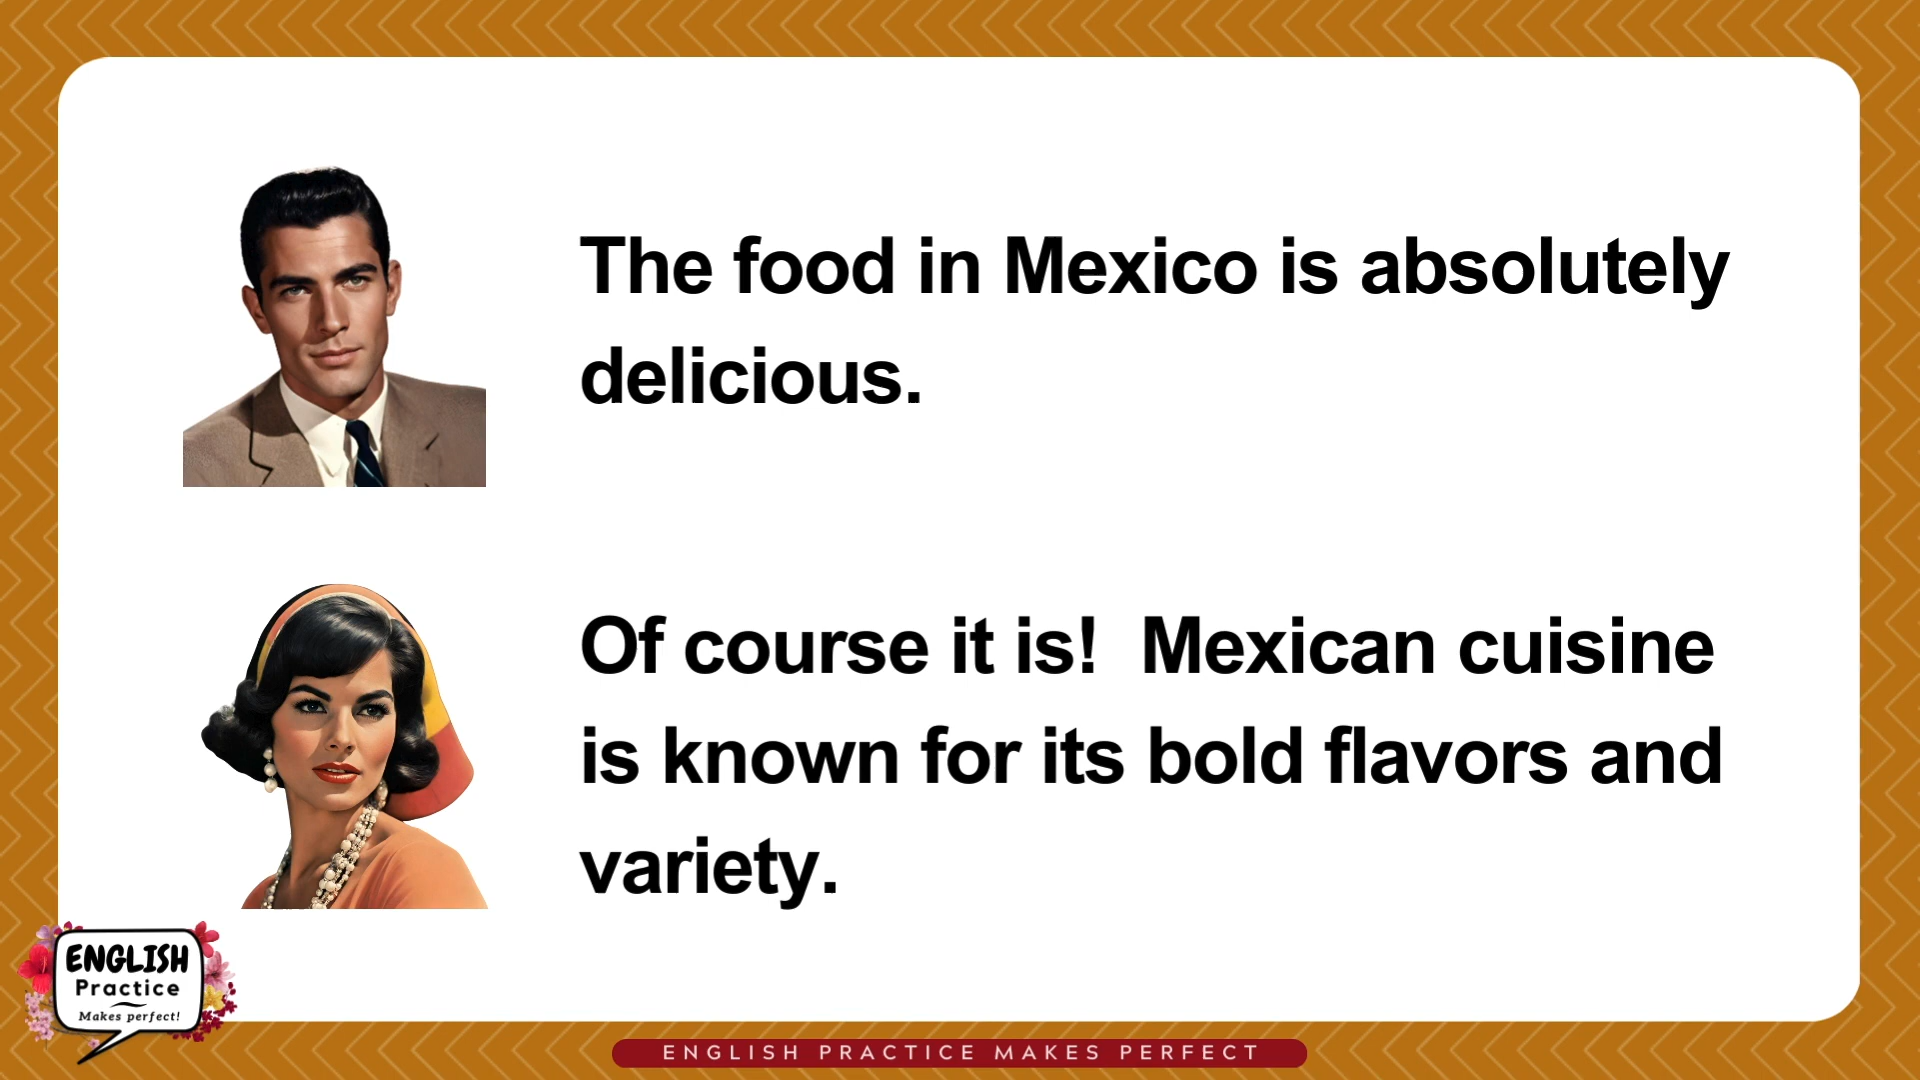 The food in Mexico is absolutely
delicious.
Of course it is!  Mexican cuisine
is known for its bold flavors and
variety.
ENGLISH
Practice
Makes perfect!
ENGLISH PRACTICE MAKES PERFECT